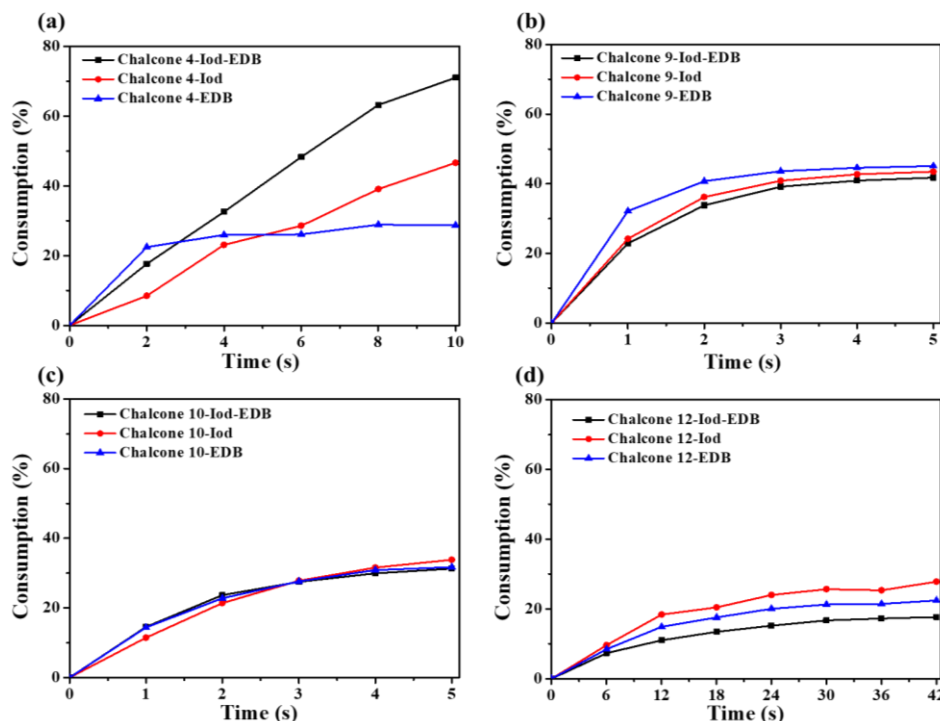 (a)
Consumption (%)
80
60
40
20
0
Chalcone 4-Iod-EDB
Chalcone 4-Iod
Chalcone 4-EDB
0 2 4 6 8 10
Time (s)
(b)
Consumption (%)
80
60
40
20
0
Chalcone 9-Iod-EDB
Chalcone 9-Iod
Chalcone 9-EDB
0 1 2 3 4 5
Time (s)
(c)
Consumption (%)
80
60
40
20
0
Chalcone 10-Iod-EDB
Chalcone 10-Iod
Chalcone 10-EDB
0 1 2 3 4 5
Time (s)
(d)
Consumption (%)
80
60
40
20
0
Chalcone 12-Iod-EDB
Chalcone 12-Iod
Chalcone 12-EDB
0 6 12 18 24 30 36 42
Time (s)